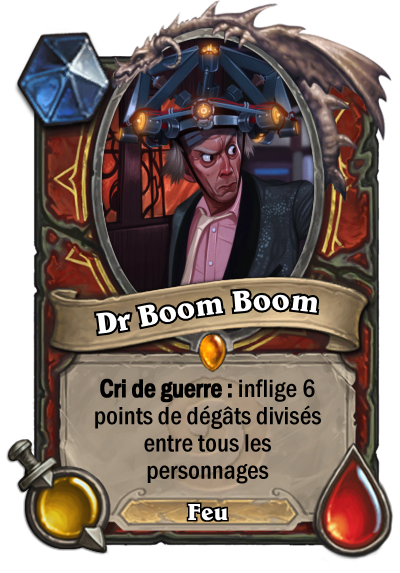 Dr Boom Boom
Cri de guerre : inflige 6
points de dégâts divisés
entre tous les
personnages
Feu